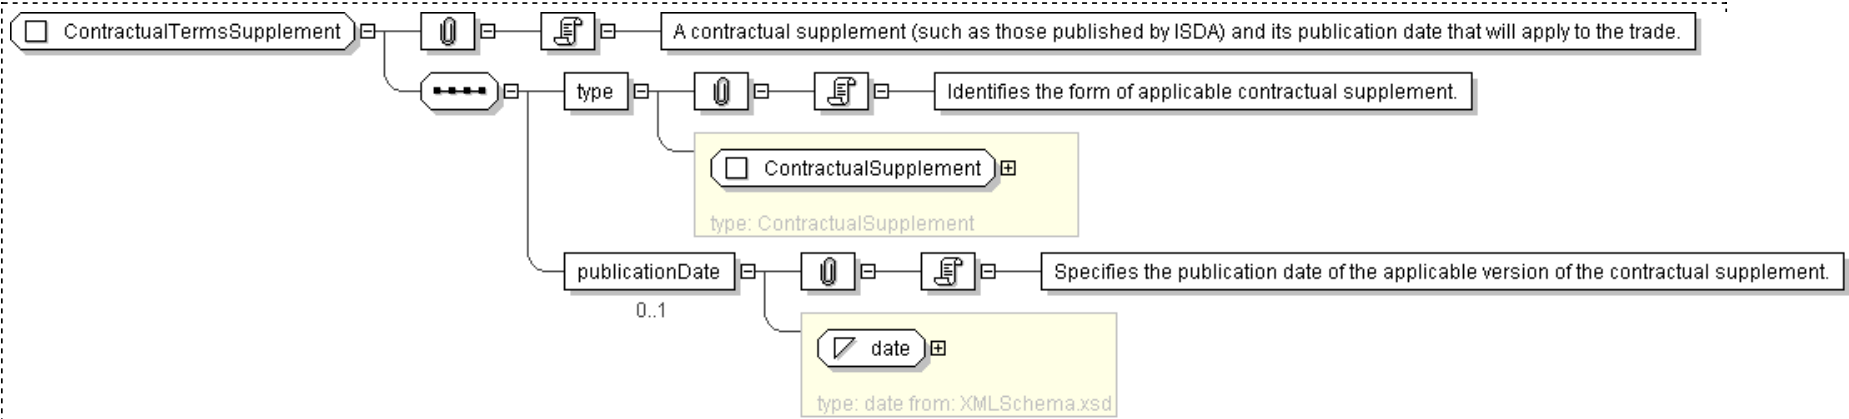 ContractualTermsSupplement
A contractual supplement (such as those published by ISDA) and its publication date that will apply to the trade.
type
Identifies the form of applicable contractual supplement.
ContractualSupplement
type: ContractualSupplement
publicationDate
Specifies the publication date of the applicable version of the contractual supplement.
0..1
date
type: date from: XMLSchema.xsd